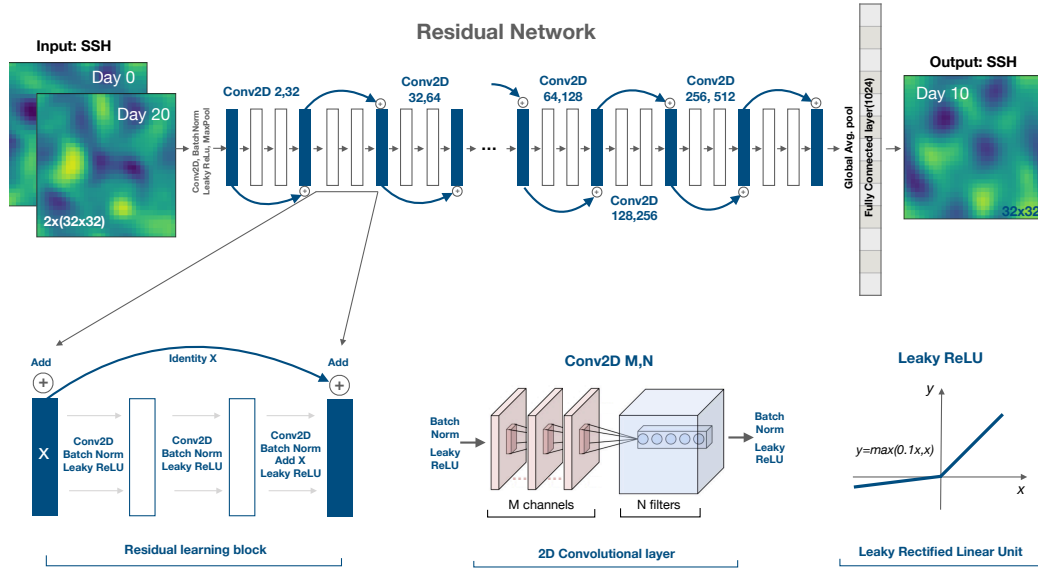 Residual Network
Input: SSH
Day 0
Day 20
2x(32x32)
Conv2D, BatchNorm
Leaky ReLu, MaxPool
Conv2D 2,32
+
+
Conv2D
32,64
+
...
+
Conv2D
64,128
+
Conv2D
128,256
+
Conv2D
256, 512
+
+
Global Avg. pool
Fully Connected layer(1024)
Output: SSH
Day 10
32x32
Add
+
Identity X
Add
+
X
Conv2D
Batch Norm
Leaky ReLU
Conv2D
Batch Norm
Leaky ReLU
Conv2D
Batch Norm
Add X
Leaky ReLU
Residual learning block
Conv2D M,N
Batch
Norm
Leaky
ReLU
Batch
Norm
Leaky
ReLU
M channels
N filters
2D Convolutional layer
Leaky ReLU
y
y=max(0.1x,x)
x
Leaky Rectified Linear Unit